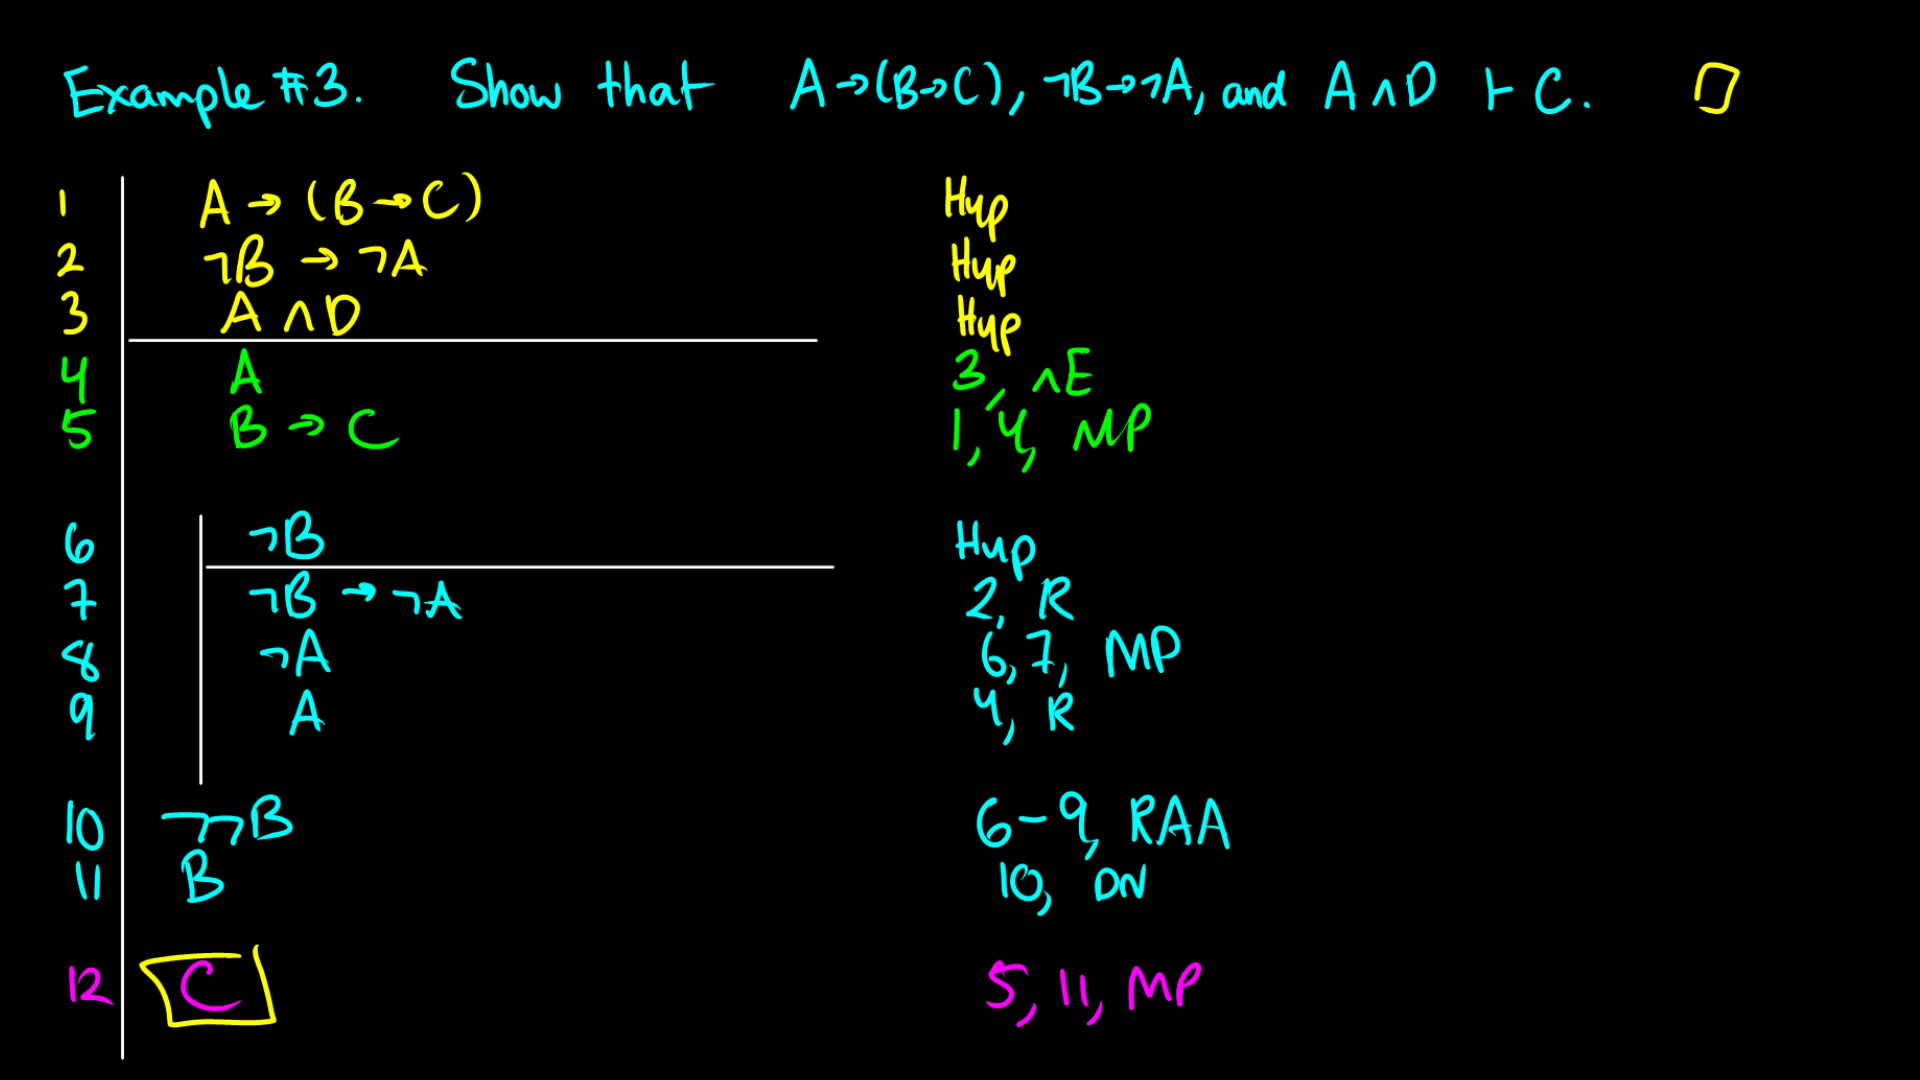 Example #3. Show that A→(B→C), ¬B→¬A, and A∧D ⊢ C.
1 A → (B → C) Hyp
2 ¬B → ¬A Hyp
3 A ∧ D Hyp
4 A 3, ∧E
5 B → C 1, 4, MP
6 ¬B Hyp
7 ¬B → ¬A 2, R
8 ¬A 6, 7, MP
9 A 4, R
10 ¬¬B 6-9, RAA
11 B 10, DN
12 C 5, 11, MP